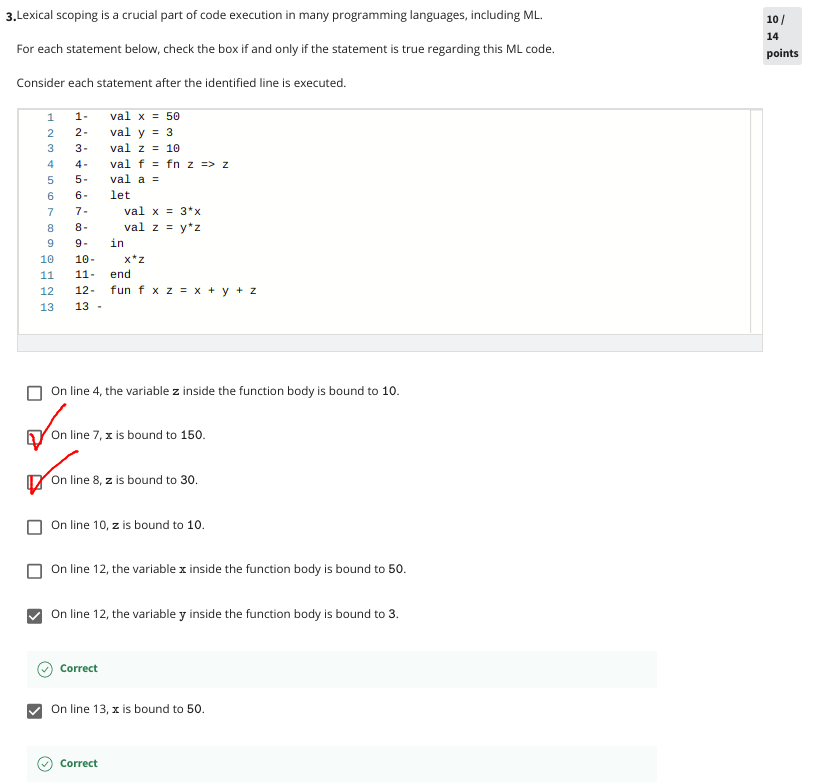 3.Lexical scoping is a crucial part of code execution in many programming languages, including ML.
10 /
14
points
For each statement below, check the box if and only if the statement is true regarding this ML code.
Consider each statement after the identified line is executed.
1 1- val x = 50
2 2- val y = 3
3 3- val z = 10
4 4- val f = fn z => z
5 5- val a =
6 6- let
7 7- val x = 3*x
8 8- val z = y*z
9 9- in
10 10- x*z
11 11- end
12 12- fun f x z = x + y + z
13 13 -
On line 4, the variable z inside the function body is bound to 10.
On line 7, x is bound to 150.
On line 8, z is bound to 30.
On line 10, z is bound to 10.
On line 12, the variable x inside the function body is bound to 50.
On line 12, the variable y inside the function body is bound to 3.
Correct
On line 13, x is bound to 50.
Correct